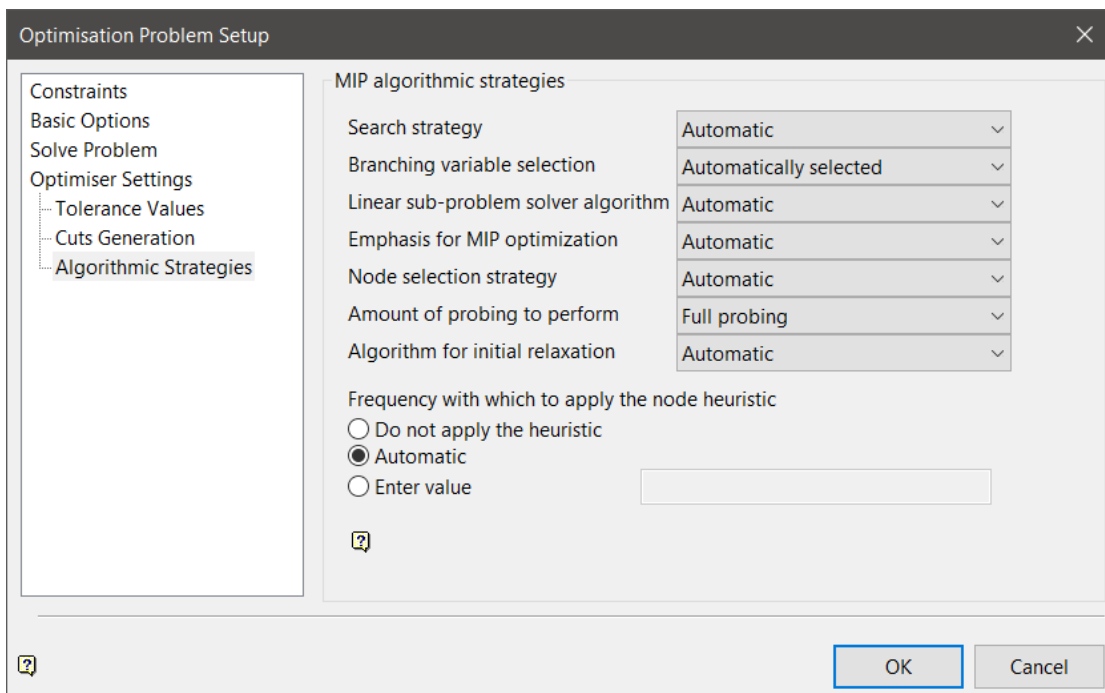 Optimisation Problem Setup
Constraints
Basic Options
Solve Problem
Optimiser Settings
Tolerance Values
Cuts Generation
Algorithmic Strategies
MIP algorithmic strategies
Search strategy Automatic
Branching variable selection Automatically selected
Linear sub-problem solver algorithm Automatic
Emphasis for MIP optimization Automatic
Node selection strategy Automatic
Amount of probing to perform Full probing
Algorithm for initial relaxation Automatic
Frequency with which to apply the node heuristic
Do not apply the heuristic
Automatic
Enter value
?
?
OK Cancel